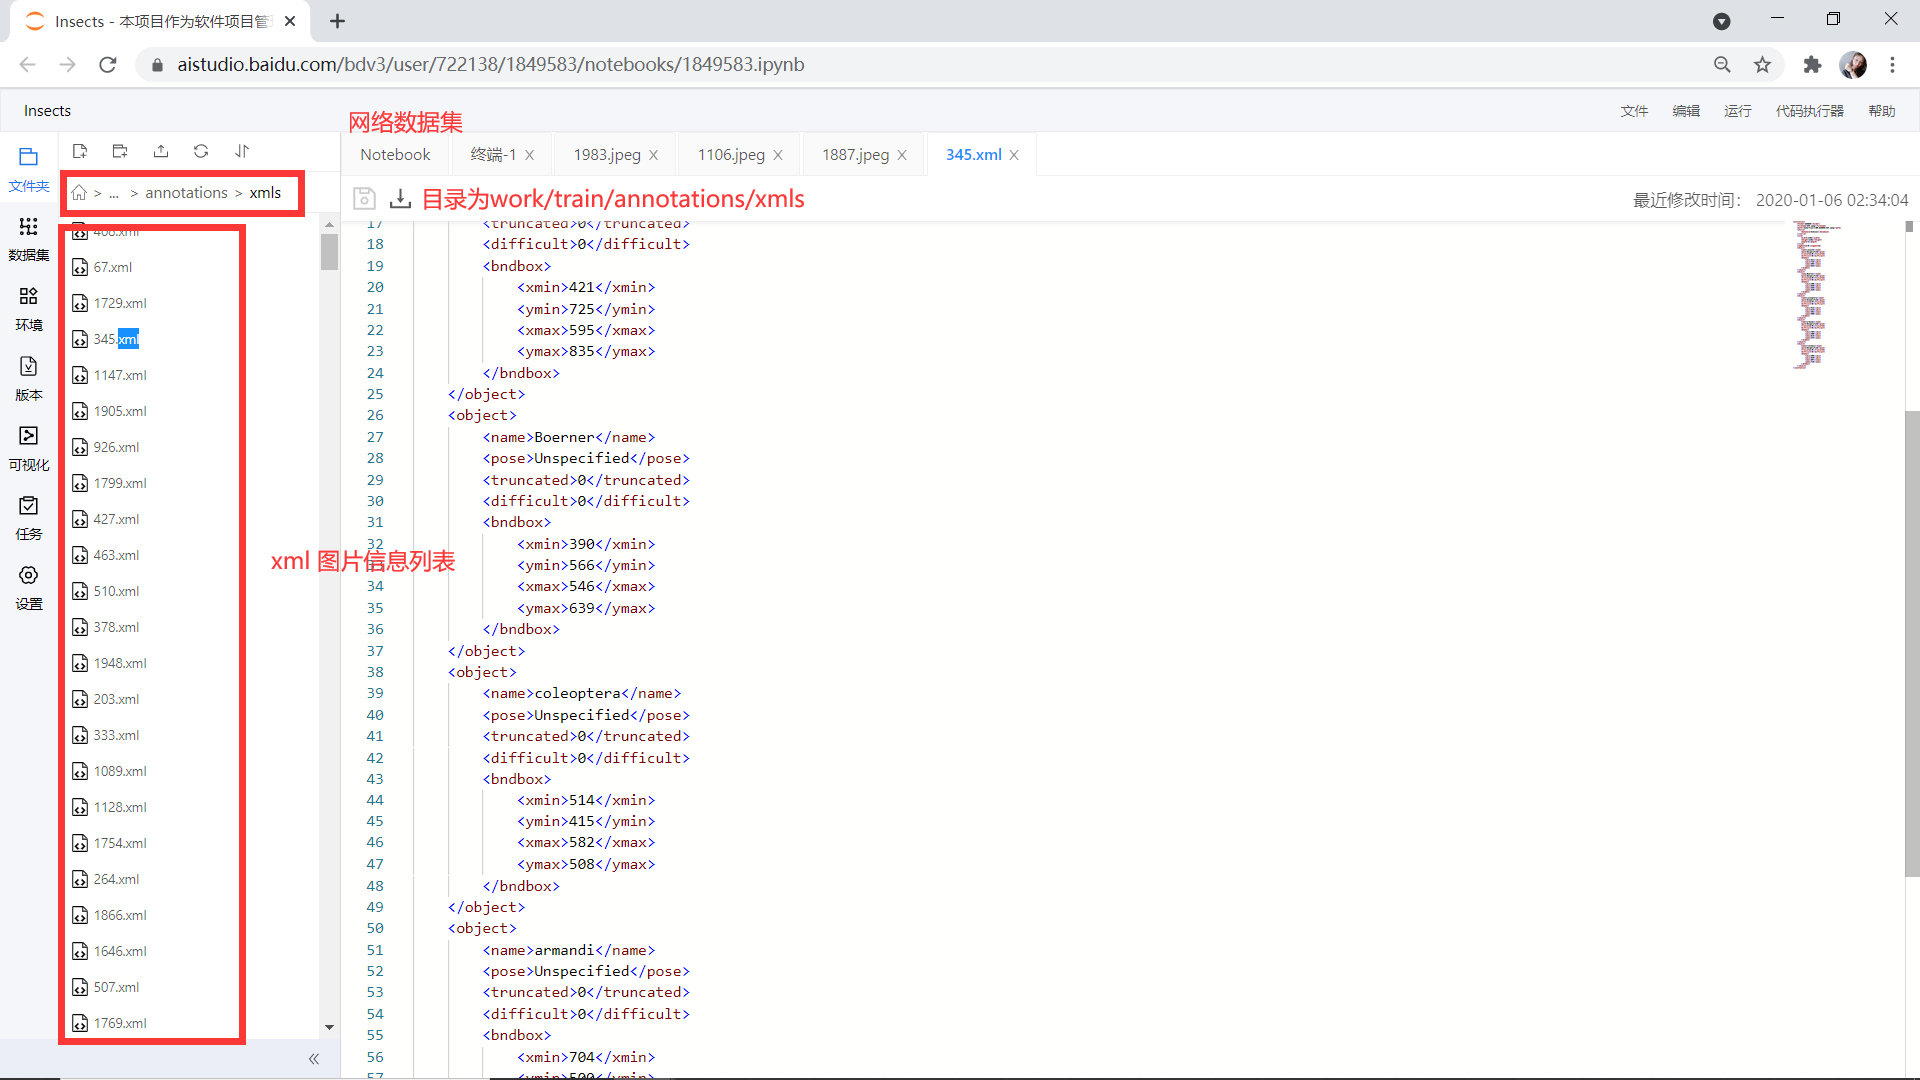 Insects - 本项目作为软件项目管
aistudio.baidu.com/bdv3/user/722138/1849583/notebooks/1849583.ipynb
Insects
文件 编辑 运行 代码执行器 帮助
网络数据集
Notebook 终端-1 1983.jpeg 1106.jpeg 1887.jpeg 345.xml
目录为work/train/annotations/xmls
最近修改时间: 2020-01-06 02:34:04
> ... > annotations > xmls
文件夹
数据集
环境
版本
可视化
任务
设置
67.xml
1729.xml
345.xml
1147.xml
1905.xml
926.xml
1799.xml
427.xml
463.xml
510.xml
378.xml
1948.xml
203.xml
333.xml
1089.xml
1128.xml
1754.xml
264.xml
1866.xml
1646.xml
507.xml
1769.xml
xml 图片信息列表
17 <truncated>0</truncated>
18 <difficult>0</difficult>
19 <bndbox>
20 <xmin>421</xmin>
21 <ymin>725</ymin>
22 <xmax>595</xmax>
23 <ymax>835</ymax>
24 </bndbox>
25 </object>
26 <object>
27 <name>Boerner</name>
28 <pose>Unspecified</pose>
29 <truncated>0</truncated>
30 <difficult>0</difficult>
31 <bndbox>
32 <xmin>390</xmin>
<ymin>566</ymin>
34 <xmax>546</xmax>
35 <ymax>639</ymax>
36 </bndbox>
37 </object>
38 <object>
39 <name>coleoptera</name>
40 <pose>Unspecified</pose>
41 <truncated>0</truncated>
42 <difficult>0</difficult>
43 <bndbox>
44 <xmin>514</xmin>
45 <ymin>415</ymin>
46 <xmax>582</xmax>
47 <ymax>508</ymax>
48 </bndbox>
49 </object>
50 <object>
51 <name>armandi</name>
52 <pose>Unspecified</pose>
53 <truncated>0</truncated>
54 <difficult>0</difficult>
55 <bndbox>
56 <xmin>704</xmin>